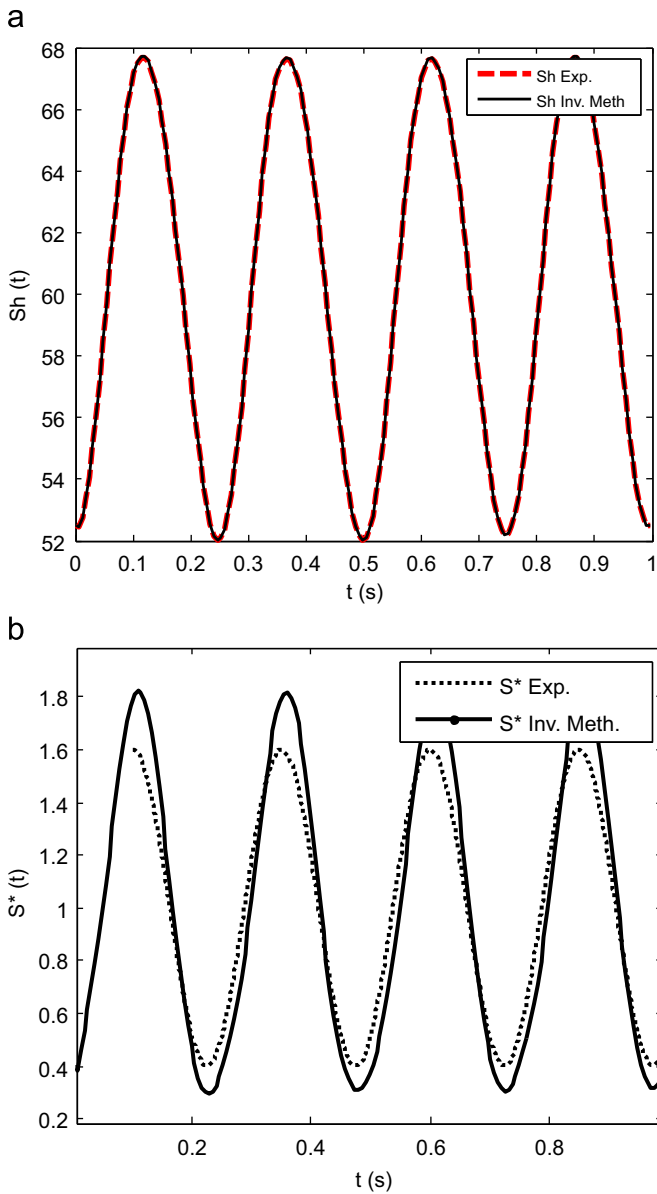 a
68
66
64
62
60
58
56
54
52
Sh (t)
Sh Exp.
Sh Inv. Meth
0 0.1 0.2 0.3 0.4 0.5 0.6 0.7 0.8 0.9 1
t (s)
b
1.8
1.6
1.4
1.2
1
0.8
0.6
0.4
0.2
S* (t)
S* Exp.
S* Inv. Meth.
0.2 0.4 0.6 0.8
t (s)